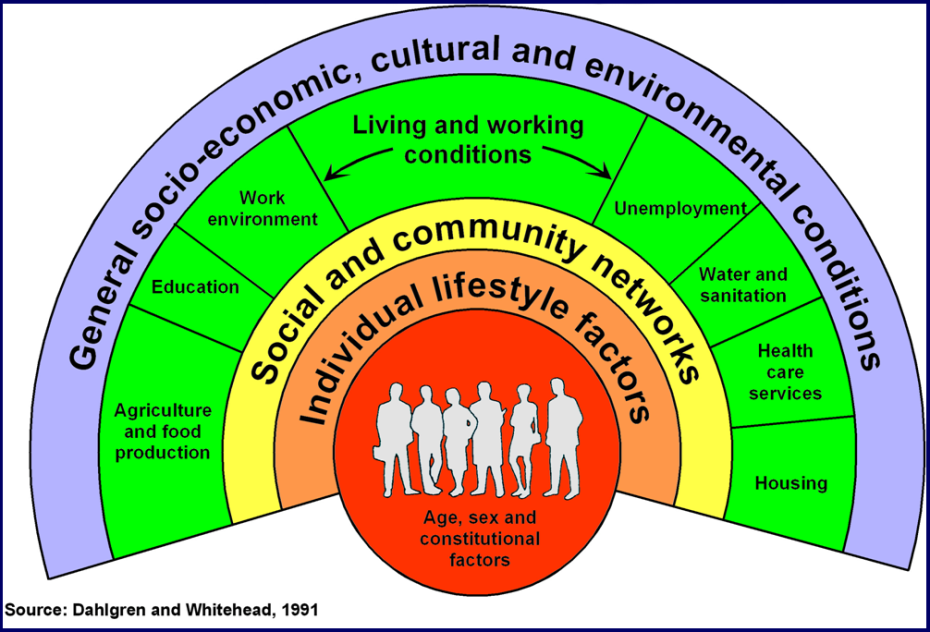 General socio-economic, cultural and environmental conditions
Living and working
conditions
Work
environment
Unemployment
Education
Water and
sanitation
Agriculture
and food
production
Health
care
services
Housing
Social and community networks
Individual lifestyle factors
Age, sex and
constitutional
factors
Source: Dahlgren and Whitehead, 1991